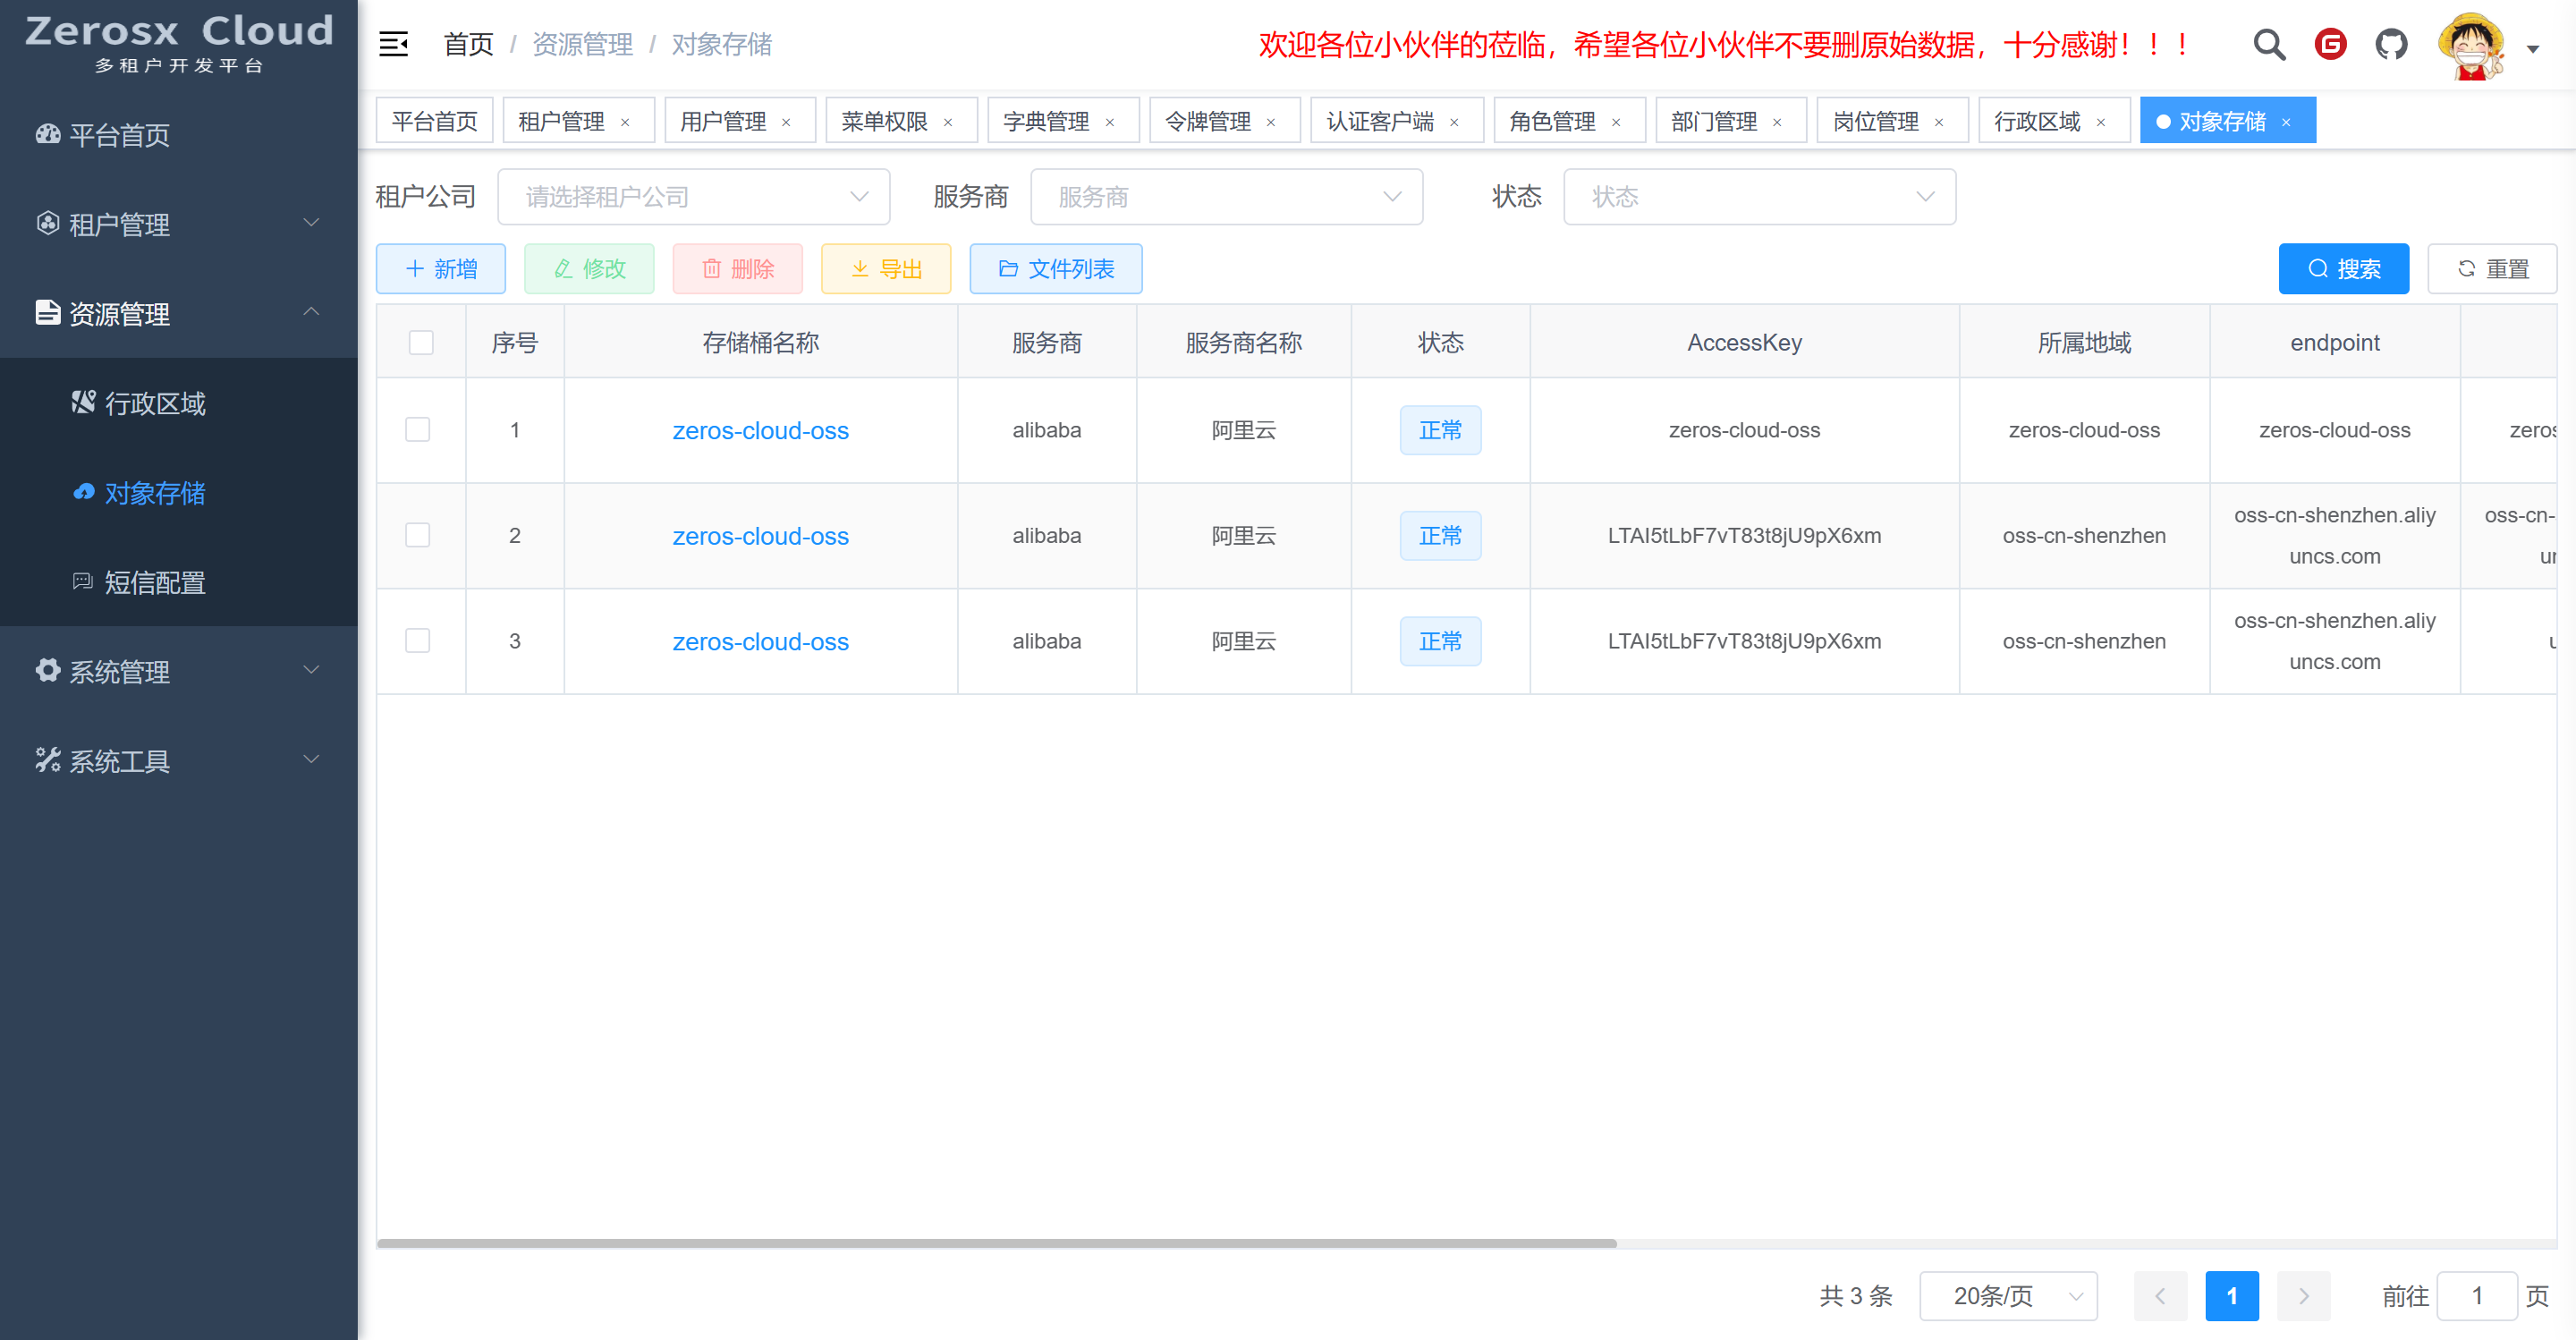 Zerosx Cloud
多租户开发平台
平台首页
租户管理
资源管理
行政区域
对象存储
短信配置
系统管理
系统工具
首页 / 资源管理 / 对象存储
欢迎各位小伙伴的莅临，希望各位小伙伴不要删原始数据，十分感谢！！！
平台首页 租户管理 × 用户管理 × 菜单权限 × 字典管理 × 令牌管理 × 认证客户端 × 角色管理 × 部门管理 × 岗位管理 × 行政区域 × 对象存储 ×
租户公司 请选择租户公司 服务商 服务商 状态 状态
新增 修改 删除 导出 文件列表 搜索 重置
序号 存储桶名称 服务商 服务商名称 状态 AccessKey 所属地域 endpoint
1 zeros-cloud-oss alibaba 阿里云 正常 zeros-cloud-oss zeros-cloud-oss zeros-cloud-oss zeros
2 zeros-cloud-oss alibaba 阿里云 正常 LTAI5tLbF7vT83t8jU9pX6xm oss-cn-shenzhen oss-cn-shenzhen.aliy oss-cn-
uncs.com
3 zeros-cloud-oss alibaba 阿里云 正常 LTAI5tLbF7vT83t8jU9pX6xm oss-cn-shenzhen oss-cn-shenzhen.aliy
uncs.com
共 3 条 20条/页 1 前往 1 页